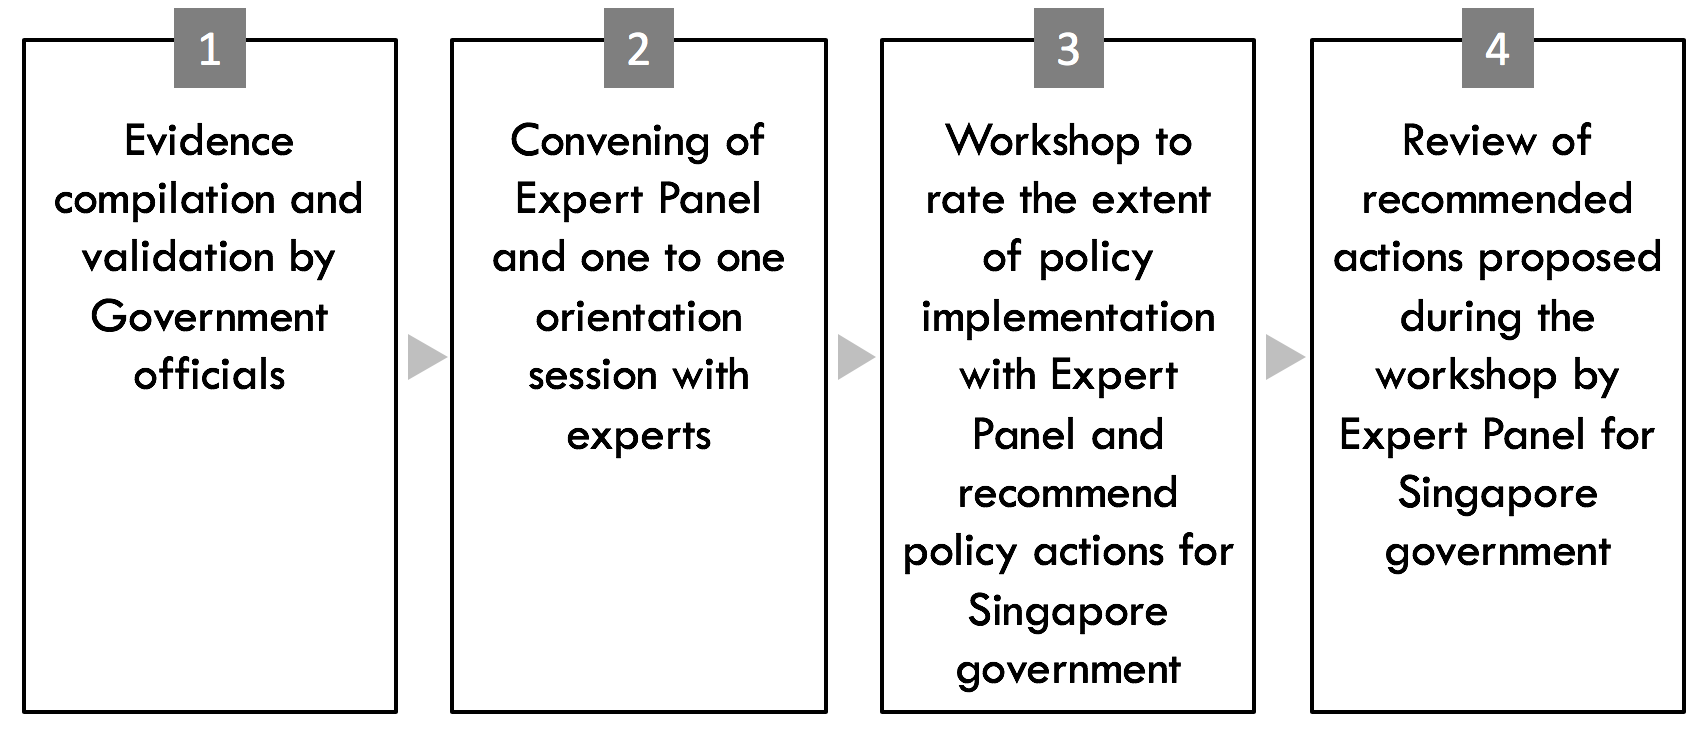 1
Evidence
compilation and
validation by
Government
officials
2
Convening of
Expert Panel
and one to one
orientation
session with
experts
3
Workshop to
rate the extent
of policy
implementation
with Expert
Panel and
recommend
policy actions for
Singapore
government
4
Review of
recommended
actions proposed
during the
workshop by
Expert Panel for
Singapore
government